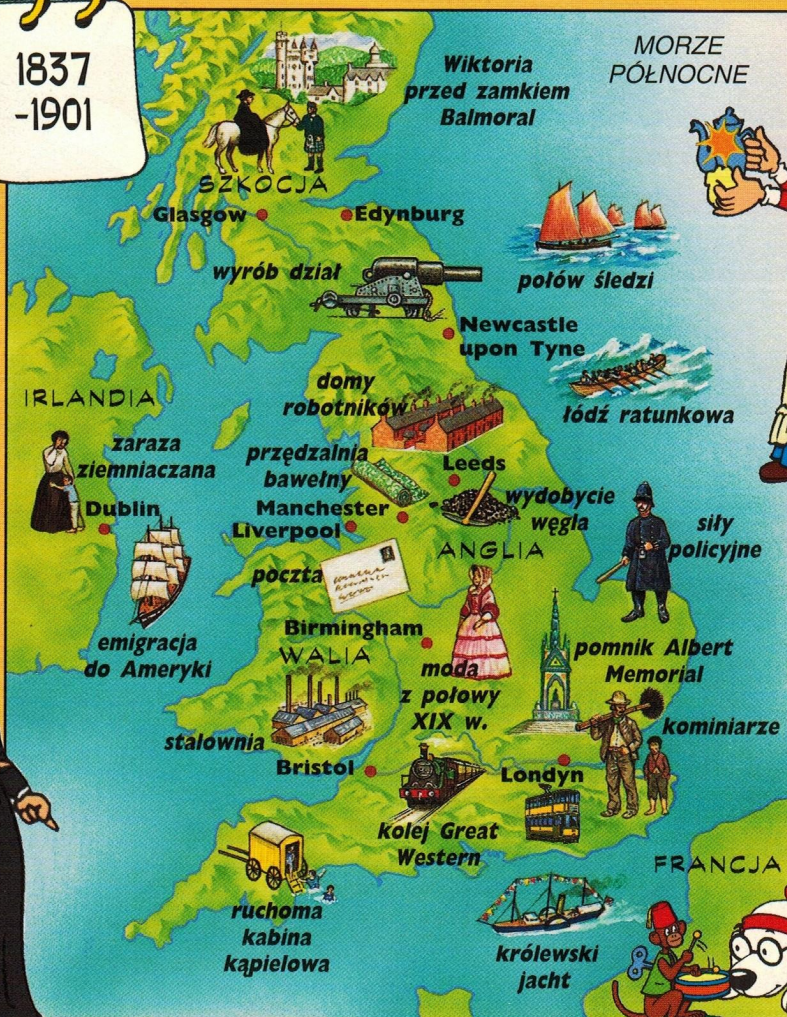 1837
-1901
Wiktoria
przed zamkiem
Balmoral
MORZE
PÓŁNOCNE
SZKOCJA
Glasgow
Edynburg
wyrób dział
połów śledzi
Newcastle
upon Tyne
IRLANDIA
domy
robotników
łódź ratunkowa
zaraza
ziemniaczana
przędzalnia
bawełny
Leeds
Dublin
Manchester
Liverpool
wydobycie
węgla
siły
policyjne
ANGLIA
poczta
emigracja
do Ameryki
Birmingham
WALIA
moda
z połowy
XIX w.
pomnik Albert
Memorial
stalownia
kominiarze
Bristol
Londyn
kolej Great
Western
FRANCJA
ruchoma
kabina
kąpielowa
królewski
jacht